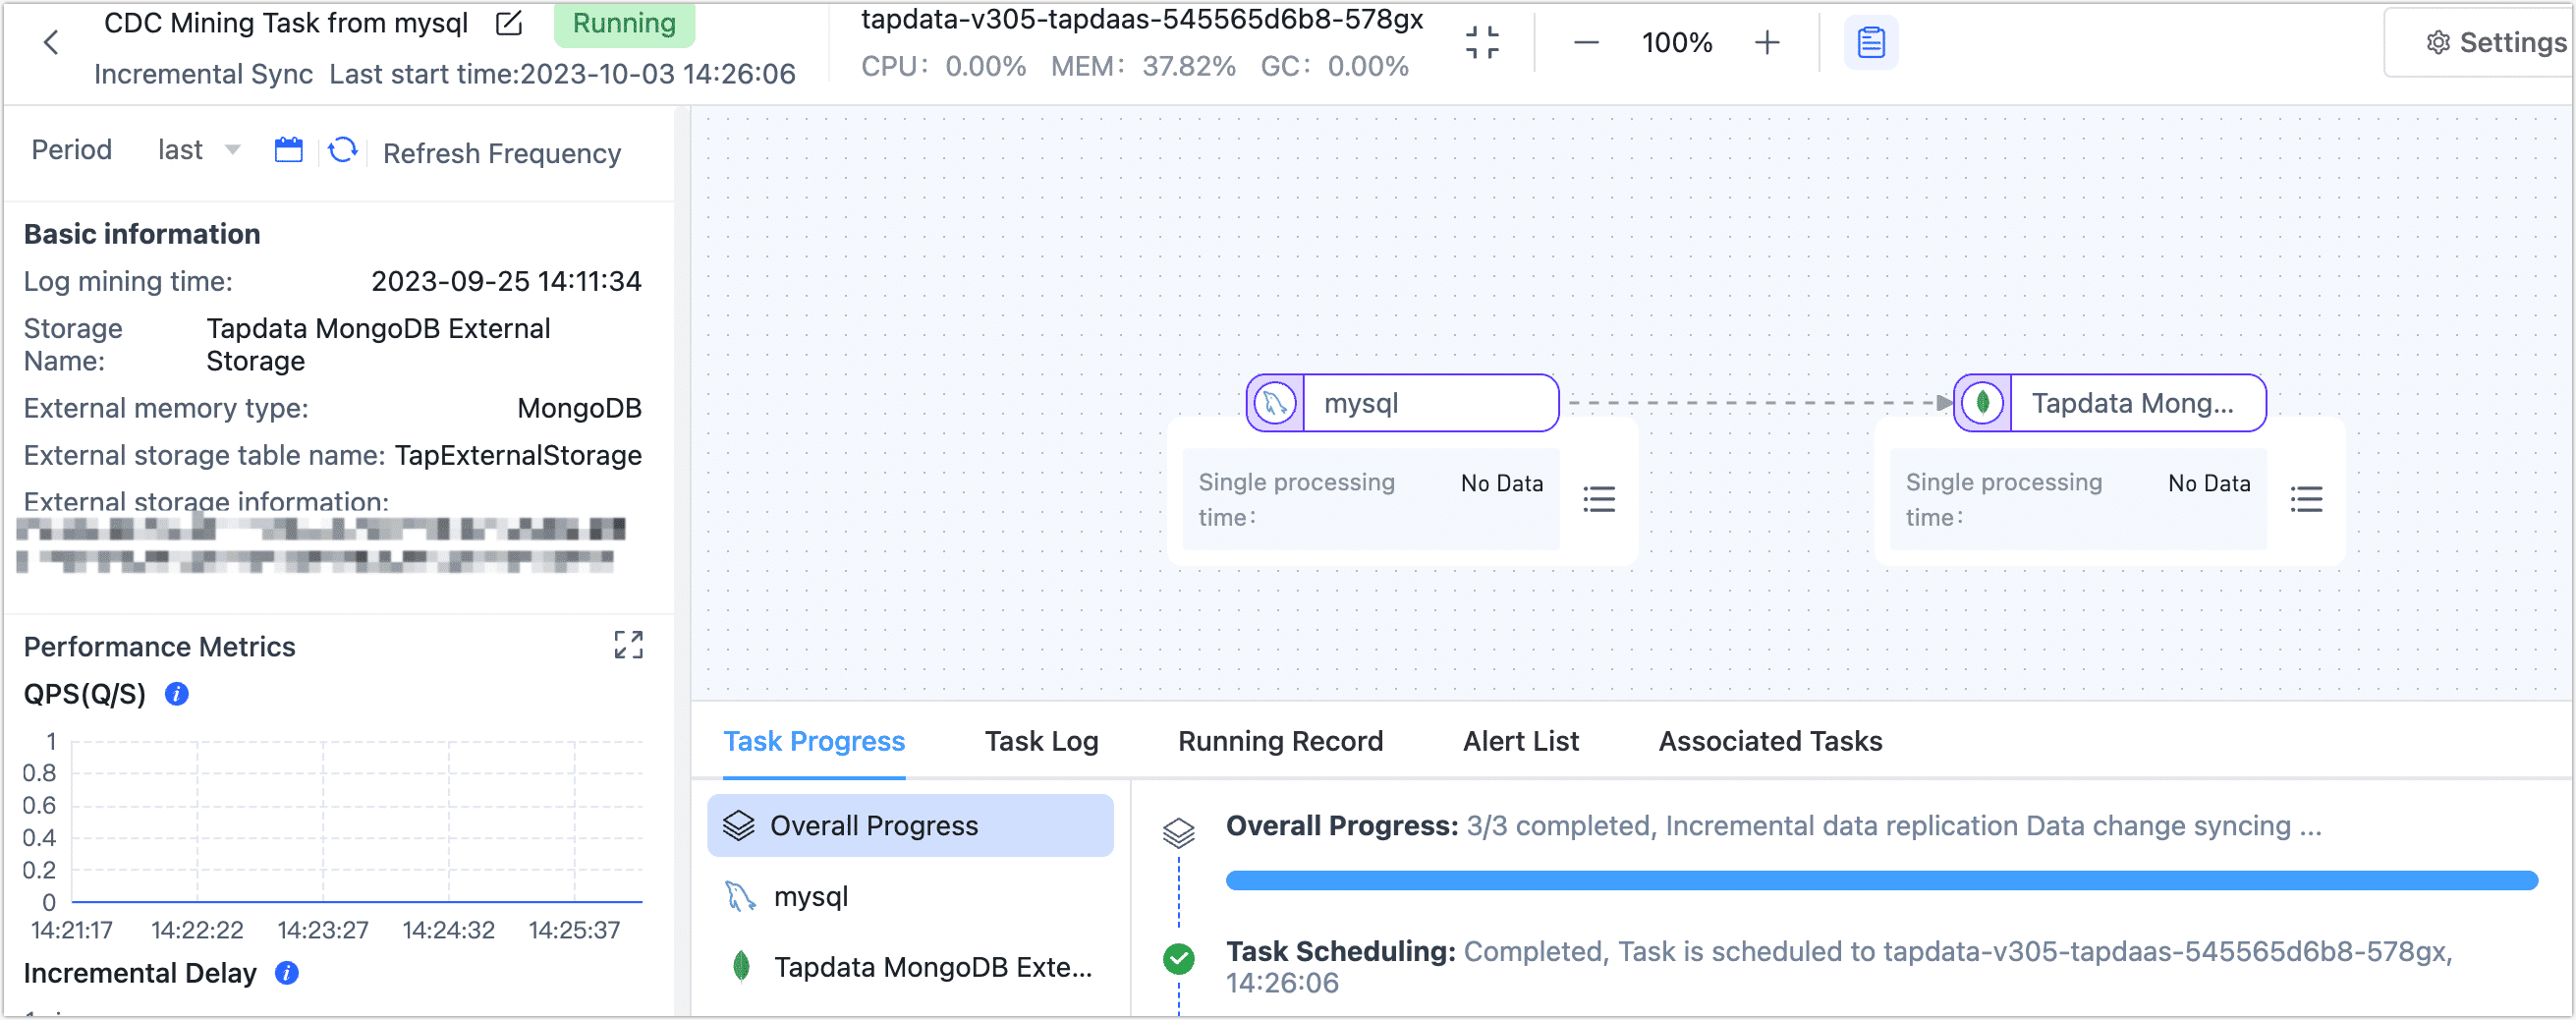 CDC Mining Task from mysql
Running
Incremental Sync Last start time:2023-10-03 14:26:06
tapdata-v305-tapdaas-545565d6b8-578gx
CPU: 0.00% MEM: 37.82% GC: 0.00%
100%
Settings
Period last Refresh Frequency
Basic information
Log mining time: 2023-09-25 14:11:34
Storage Name: Tapdata MongoDB External Storage
External memory type: MongoDB
External storage table name: TapExternalStorage
External storage information:
Performance Metrics
QPS(Q/S)
1
0.8
0.6
0.4
0.2
0
14:21:17 14:22:22 14:23:27 14:24:32 14:25:37
Incremental Delay
mysql
Single processing time: No Data
Tapdata Mong...
Single processing time: No Data
Task Progress Task Log Running Record Alert List Associated Tasks
Overall Progress
mysql
Tapdata MongoDB Exte...
Overall Progress: 3/3 completed, Incremental data replication Data change syncing ...
Task Scheduling: Completed, Task is scheduled to tapdata-v305-tapdaas-545565d6b8-578gx,
14:26:06